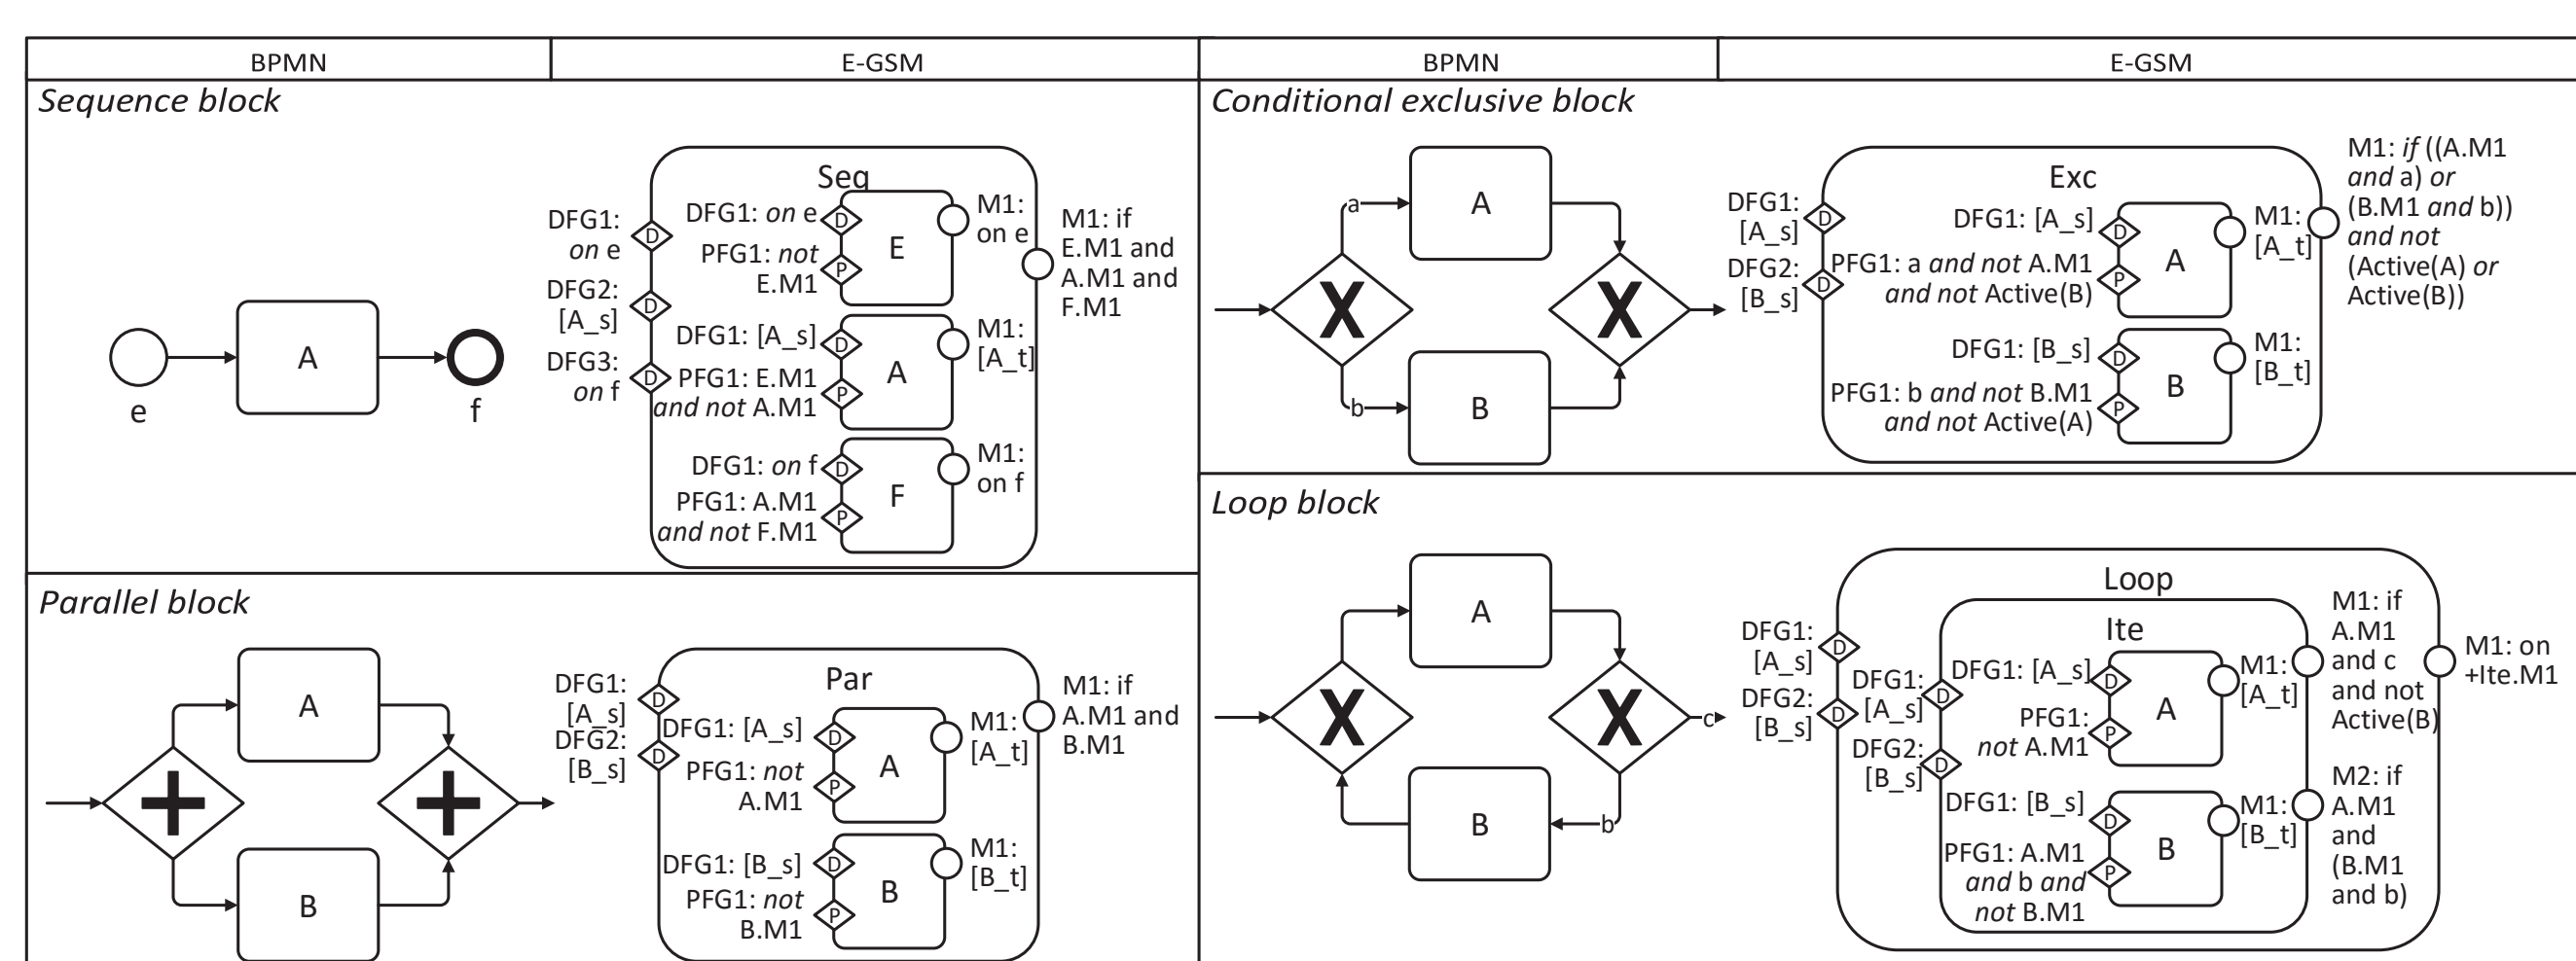 BPMN
E-GSM
BPMN
E-GSM
Sequence block
e
A
f
DFG1:
on e
DFG2:
[A_s]
DFG3:
on f
Seq
DFG1: on e
PFG1: not
E.M1
E
M1:
on e
DFG1: [A_s]
PFG1: E.M1
and not A.M1
A
M1:
[A_t]
DFG1: on f
PFG1: A.M1
and not F.M1
F
M1:
on f
D
D
D
D
P
D
P
D
P
M1: if
E.M1 and
A.M1 and
F.M1
Conditional exclusive block
a
A
X
X
b
B
DFG1:
[A_s]
DFG2:
[B_s]
Exc
DFG1: [A_s]
PFG1: a and not A.M1
and not Active(B)
A
M1:
[A_t]
DFG1: [B_s]
PFG1: b and not B.M1
and not Active(A)
B
M1:
[B_t]
D
D
D
P
D
P
M1: if ((A.M1
and a) or
(B.M1 and b))
and not
(Active(A) or
Active(B))
Parallel block
A
B
DFG1:
[A_s]
DFG2:
[B_s]
Par
DFG1: [A_s]
PFG1: not
A.M1
A
M1:
[A_t]
DFG1: [B_s]
PFG1: not
B.M1
B
M1:
[B_t]
D
D
D
P
D
P
M1: if
A.M1 and
B.M1
Loop block
A
X
X
c
b
B
DFG1:
[A_s]
DFG2:
[B_s]
Loop
DFG1:
[A_s]
DFG2:
[B_s]
Ite
DFG1: [A_s]
PFG1:
not A.M1
A
M1:
[A_t]
DFG1: [B_s]
PFG1: A.M1
and b and
not B.M1
B
M1:
[B_t]
D
D
D
D
D
P
D
P
M1: if
A.M1
and c
and not
Active(B)
M2: if
A.M1
and
(B.M1
and b)
M1: on
+Ite.M1